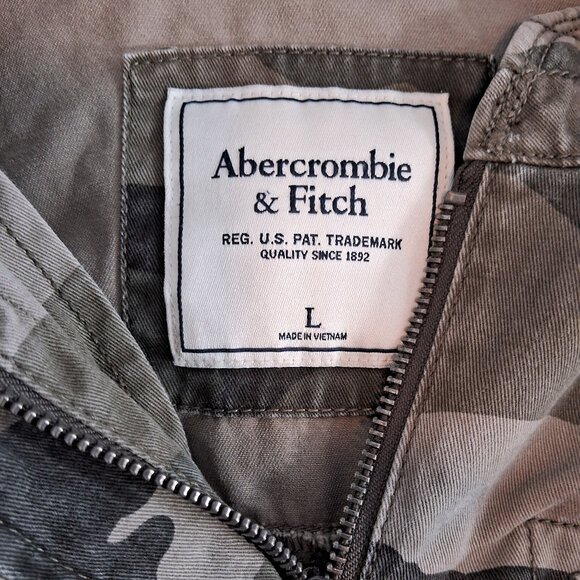 Abercrombie
& Fitch
REG. U.S. PAT. TRADEMARK
QUALITY SINCE 1892
L
MADE IN VIETNAM